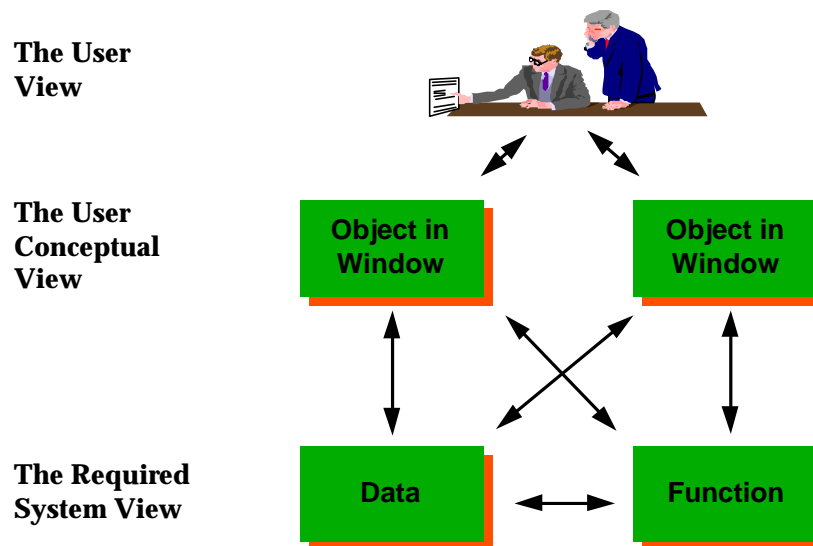 The User
View
The User
Conceptual
View
Object in
Window
Object in
Window
The Required
System View
Data
Function